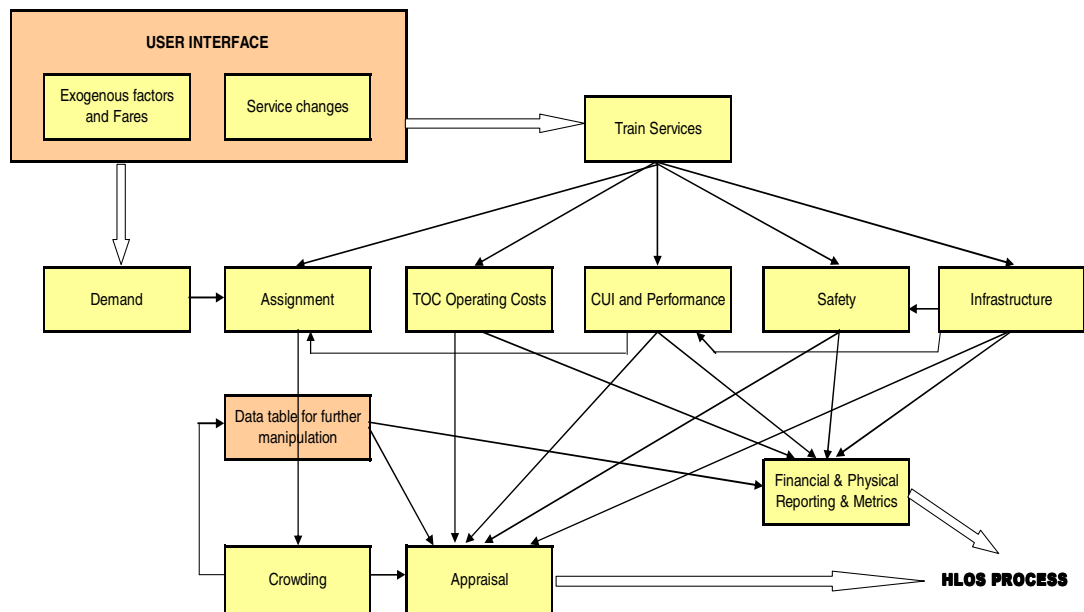 USER INTERFACE
Exogenous factors
and Fares
Service changes
Train Services
Demand
Assignment
TOC Operating Costs
CUI and Performance
Safety
Infrastructure
Data table for further
manipulation
Financial & Physical
Reporting & Metrics
Crowding
Appraisal
HLOS PROCESS